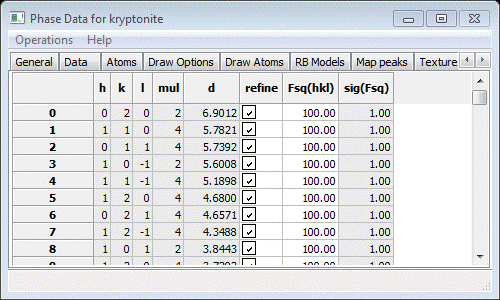 Phase Data for kryptonite
Operations Help
General Data Atoms Draw Options Draw Atoms RB Models Map peaks Texture
h k l mul d refine Fsq(hkl) sig(Fsq)
0 0 2 0 2 6.9012 100.00 1.00
1 1 1 0 4 5.7821 100.00 1.00
2 0 1 1 4 5.7392 100.00 1.00
3 1 0 -1 2 5.6008 100.00 1.00
4 1 1 -1 4 5.1898 100.00 1.00
5 1 2 0 4 4.6800 100.00 1.00
6 0 2 1 4 4.6571 100.00 1.00
7 1 2 -1 4 4.3488 100.00 1.00
8 1 0 1 2 3.8443 100.00 1.00